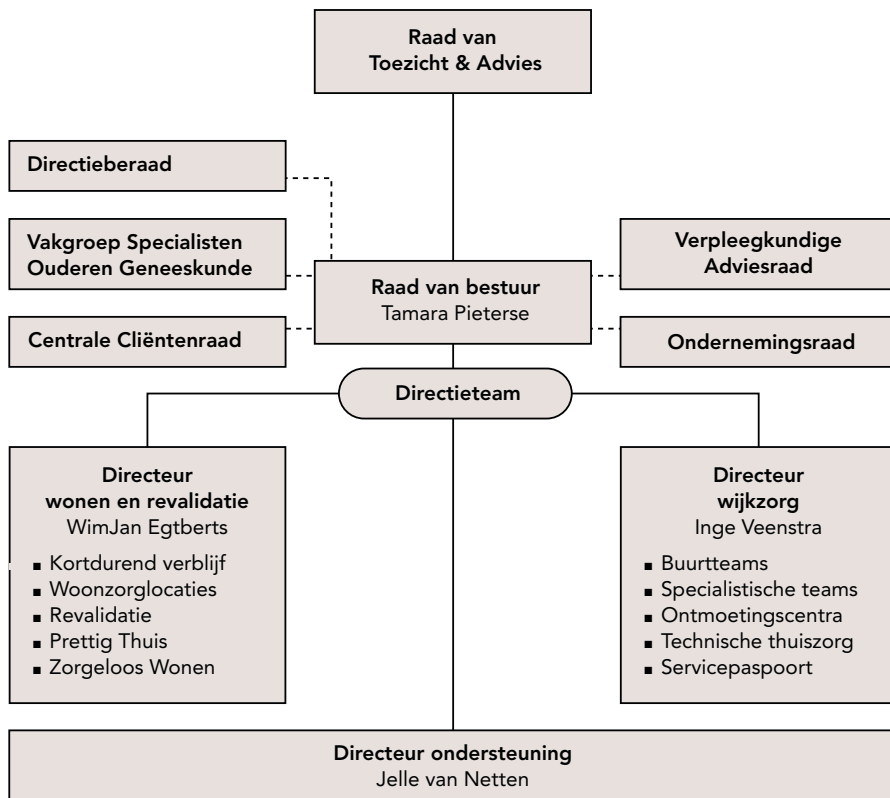 Raad van
Toezicht & Advies
Directieberaad
Vakgroep Specialisten
Ouderen Geneeskunde
Verpleegkundige
Adviesraad
Raad van bestuur
Tamara Pieterse
Centrale Cliëntenraad
Ondernemingsraad
Directieteam
Directeur
wonen en revalidatie
WimJan Egtberts
▪ Kortdurend verblijf
▪ Woonzorglocaties
▪ Revalidatie
▪ Prettig Thuis
▪ Zorgeloos Wonen
Directeur
wijkzorg
Inge Veenstra
▪ Buurtteams
▪ Specialistische teams
▪ Ontmoetingscentra
▪ Technische thuiszorg
▪ Servicepaspoort
Directeur ondersteuning
Jelle van Netten